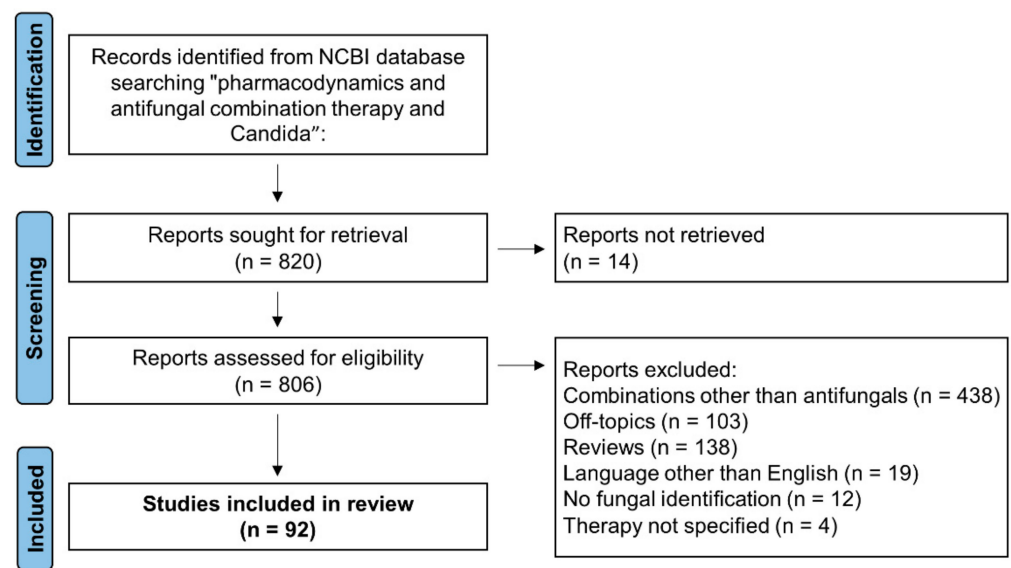 Identification
Records identified from NCBI database
searching "pharmacodynamics and
antifungal combination therapy and
Candida”:
Screening
Reports sought for retrieval
(n = 820)
Reports not retrieved
(n = 14)
Reports assessed for eligibility
(n = 806)
Reports excluded:
Combinations other than antifungals (n = 438)
Off-topics (n = 103)
Reviews (n = 138)
Language other than English (n = 19)
No fungal identification (n = 12)
Therapy not specified (n = 4)
Included
Studies included in review
(n = 92)